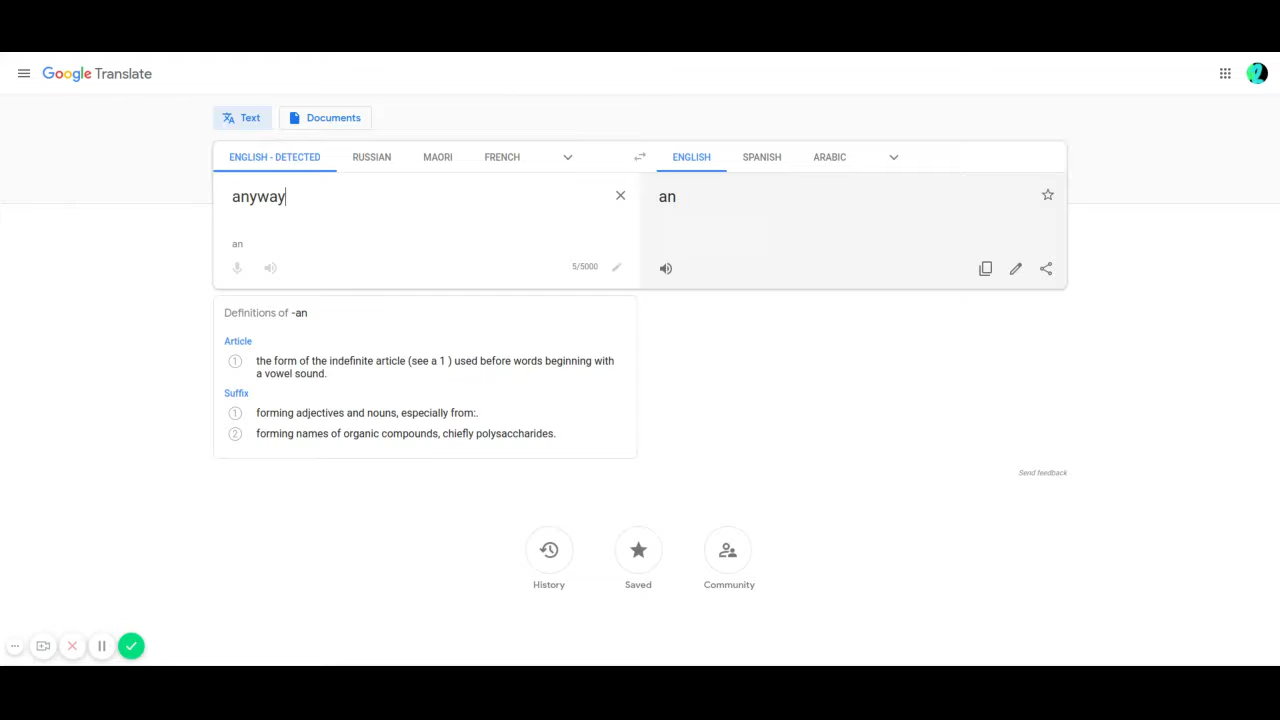 Google Translate
Text
Documents
ENGLISH - DETECTED RUSSIAN MAORI FRENCH
ENGLISH SPANISH ARABIC
anyway
an
an
5/5000
Definitions of -an
Article
1 the form of the indefinite article (see a 1 ) used before words beginning with
a vowel sound.
Suffix
1 forming adjectives and nouns, especially from:.
2 forming names of organic compounds, chiefly polysaccharides.
Send feedback
History Saved Community